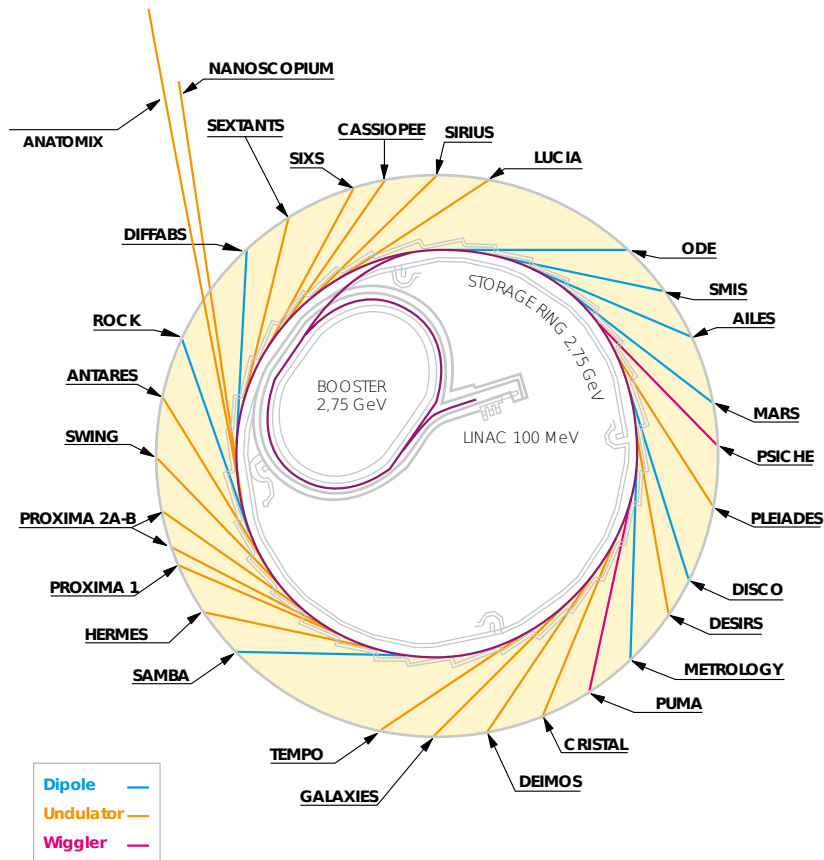 NANOSCOPIUM
ANATOMIX
SEXTANTS
SIXS
CASSIOPEE
SIRIUS
LUCIA
DIFFABS
ODE
SMIS
AILES
ROCK
ANTARES
SWING
PROXIMA 2A-B
PROXIMA 1
HERMES
SAMBA
STORAGE RING 2,75 GeV
BOOSTER
2,75 GeV
LINAC 100 MeV
MARS
PSICHE
PLEIADES
DISCO
DESIRS
METROLOGY
PUMA
CRISTAL
DEIMOS
GALAXIES
TEMPO
Dipole
Undulator
Wiggler